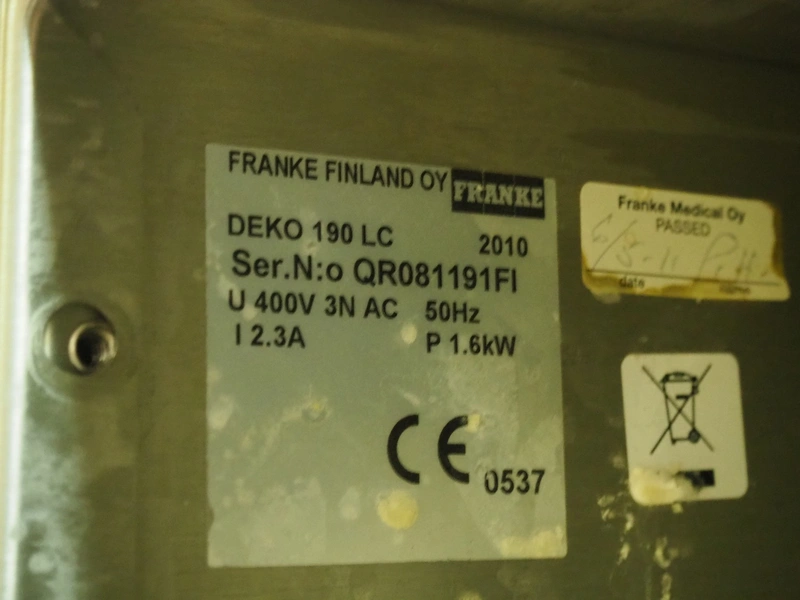 FRANKE FINLAND OY FRANKE
DEKO 190 LC 2010
Ser.N:o QR081191FI
U 400V 3N AC 50Hz
I 2.3A P 1.6kW
CE 0537
Franke Medical Oy
PASSED
date